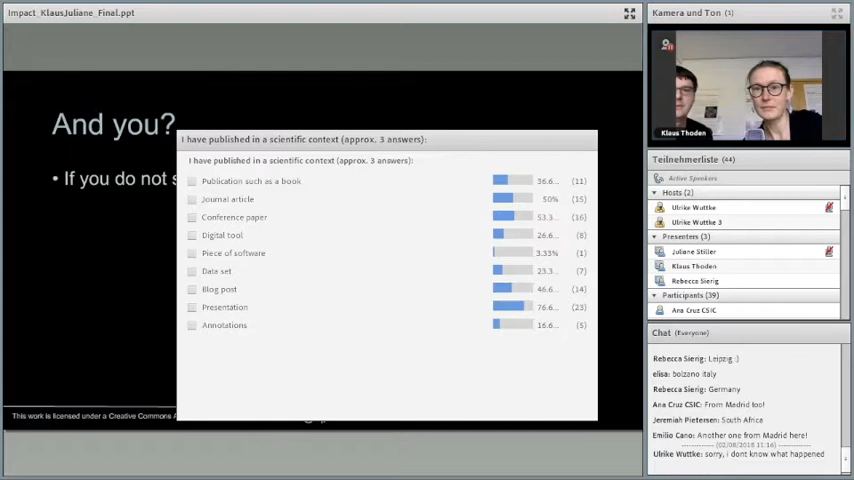 Impact_KlausJuliane_Final.ppt
And you?
• If you do not s
I have published in a scientific context (approx. 3 answers):
I have published in a scientific context (approx. 3 answers):
Publication such as a book 36.6... (11)
Journal article 50% (15)
Conference paper 53.3... (16)
Digital tool 26.6... (8)
Piece of software 3.33% (1)
Data set 23.3... (7)
Blog post 46.6... (14)
Presentation 76.6... (23)
Annotations 16.6... (5)
This work is licensed under a Creative Commons A
Kamera und Ton (1)
Klaus Thoden
Teilnehmerliste (44)
Active Speakers
Hosts (2)
Ulrike Wuttke
Ulrike Wuttke 3
Presenters (3)
Juliane Stiller
Klaus Thoden
Rebecca Sierig
Participants (39)
Ana Cruz CSIC
Chat (Everyone)
Rebecca Sierig: Leipzig :)
elisa: bolzano italy
Rebecca Sierig: Germany
Ana Cruz CSIC: From Madrid too!
Jeremiah Pietersen: South Africa
Emilio Cano: Another one from Madrid here!
(02/08/2018 11:16)
Ulrike Wuttke: sorry, i dont know what happened